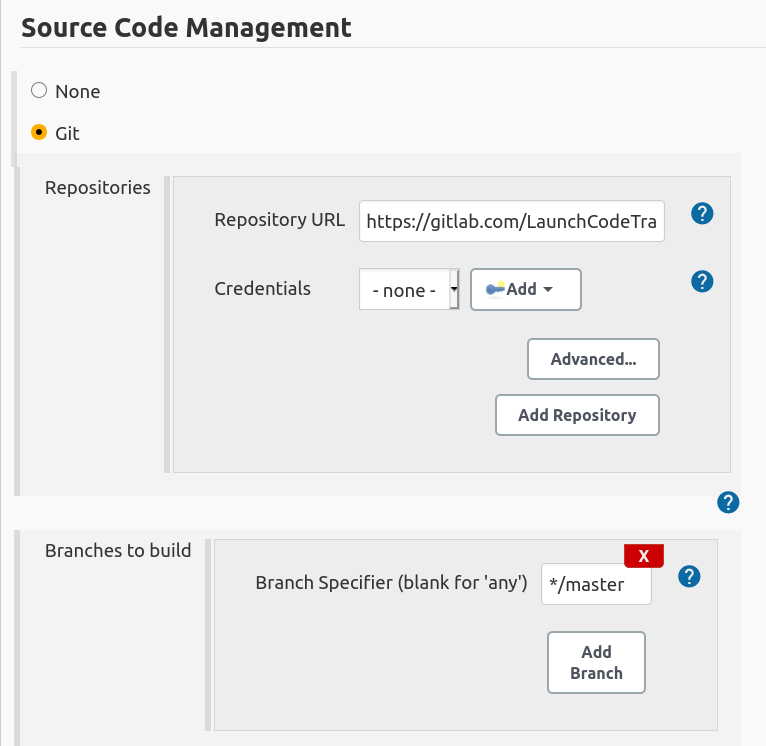 Source Code Management
None
Git
Repositories
Repository URL
https://gitlab.com/LaunchCodeTra
?
Credentials
- none -
Add
?
Advanced...
Add Repository
?
Branches to build
X
Branch Specifier (blank for 'any')
*/master
?
Add
Branch